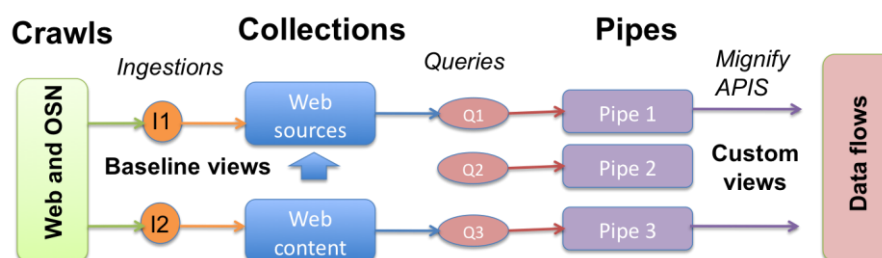 Crawls
Collections
Pipes
Ingestions
Queries
Mignify
APIS
Web and OSN
I1
Web
sources
Q1
Pipe 1
Baseline views
Q2
Pipe 2
Custom
views
Data flows
I2
Web
content
Q3
Pipe 3